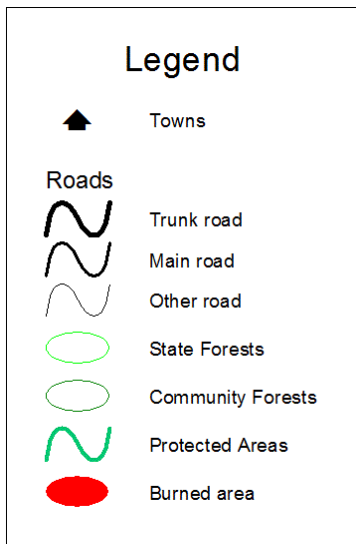 Legend
Towns
Roads
Trunk road
Main road
Other road
State Forests
Community Forests
Protected Areas
Burned area